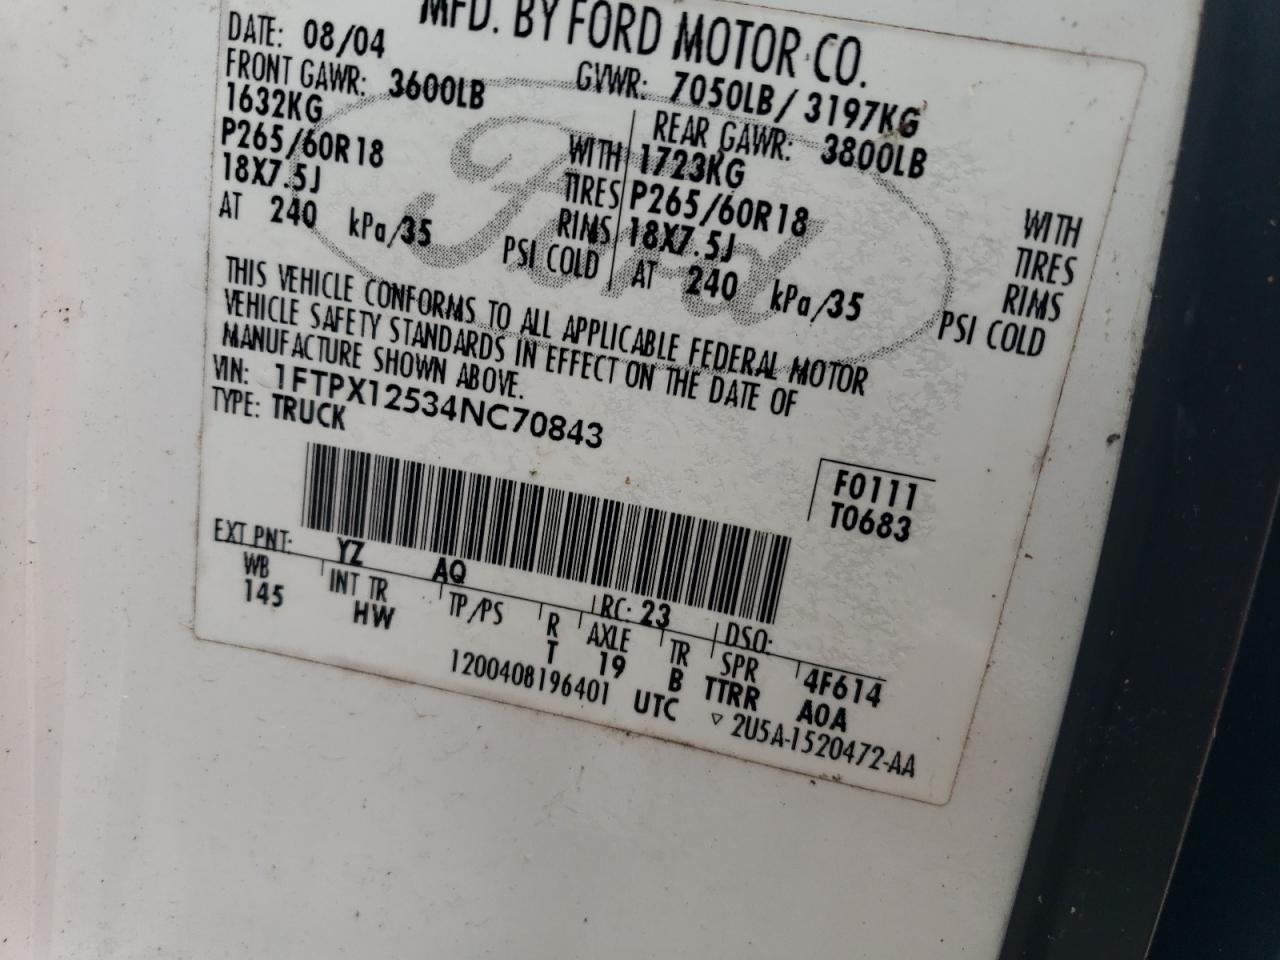 MFD. BY FORD MOTOR CO.
DATE: 08/04 GVWR: 7050LB/ 3197KG
FRONT GAWR: 3600LB REAR GAWR: 3800LB
1632KG WITH 1723KG WITH
P265/60R18 TIRES P265/60R18 TIRES
18X7.5J RIMS 18X7.5J RIMS
AT 240 kPa/35 PSI COLD AT 240 kPa/35 PSI COLD
THIS VEHICLE CONFORMS TO ALL APPLICABLE FEDERAL MOTOR
VEHICLE SAFETY STANDARDS IN EFFECT ON THE DATE OF
MANUFACTURE SHOWN ABOVE.
VIN: 1FTPX12534NC70843
TYPE: TRUCK
F0111
T0683
EXT PNT: YZ AQ RC: 23 DSO:
WB INT TR TP/PS R AXLE TR SPR 4F614
145 HW T 19 B TTRR A0A
1200408196401 UTC ▽ 2U5A-1520472-AA
Ford